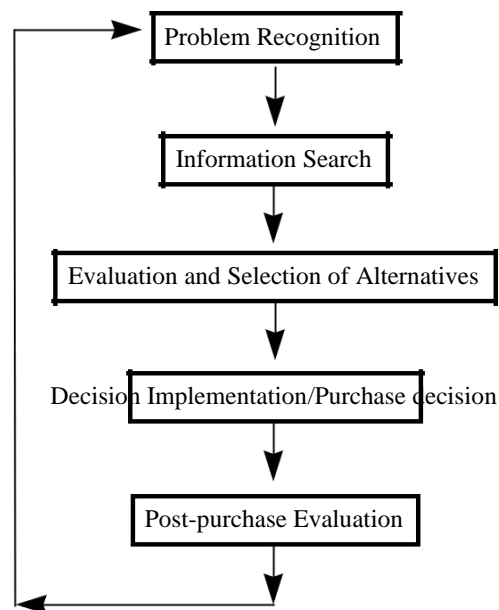 Problem Recognition
Information Search
Evaluation and Selection of Alternatives
Decision Implementation/Purchase decision
Post-purchase Evaluation